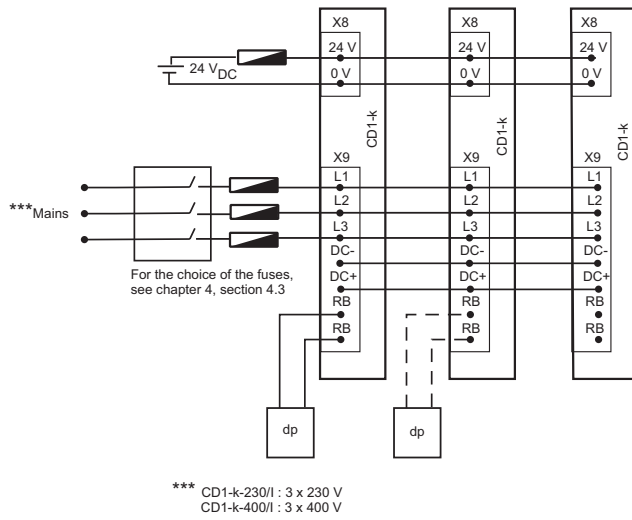 X8 X8 X8
24 V 24 V 24 V
24 V DC
0 V 0 V 0 V
CD1-k CD1-k CD1-k
X9 X9 X9
L1 L1 L1
***Mains
L2 L2 L2
L3 L3 L3
DC- DC- DC-
For the choice of the fuses,
see chapter 4, section 4.3
DC+ DC+ DC+
RB RB RB
RB RB RB
dp dp
*** CD1-k-230/I : 3 x 230 V
CD1-k-400/I : 3 x 400 V